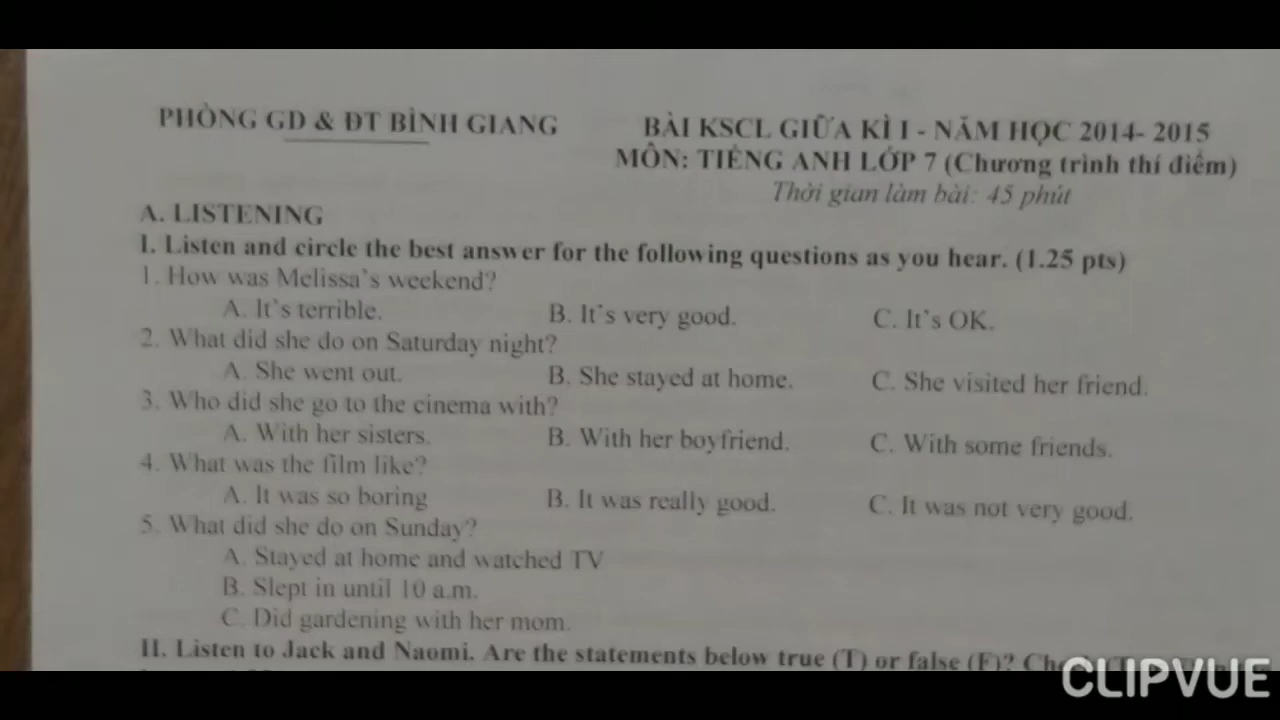 PHÒNG GD & ĐT BÌNH GIANG
BÀI KSCL GIỮA KÌ I - NĂM HỌC 2014- 2015
MÔN: TIẾNG ANH LỚP 7 (Chương trình thí điểm)
Thời gian làm bài: 45 phút
A. LISTENING
I. Listen and circle the best answer for the following questions as you hear. (1.25 pts)
1. How was Melissa's weekend?
A. It's terrible. B. It's very good. C. It's OK.
2. What did she do on Saturday night?
A. She went out. B. She stayed at home. C. She visited her friend.
3. Who did she go to the cinema with?
A. With her sisters. B. With her boyfriend. C. With some friends.
4. What was the film like?
A. It was so boring B. It was really good. C. It was not very good.
5. What did she do on Sunday?
A. Stayed at home and watched TV
B. Slept in until 10 a.m.
C. Did gardening with her mom.
II. Listen to Jack and Naomi. Are the statements below true (T) or false (F)?
CLIPVUE